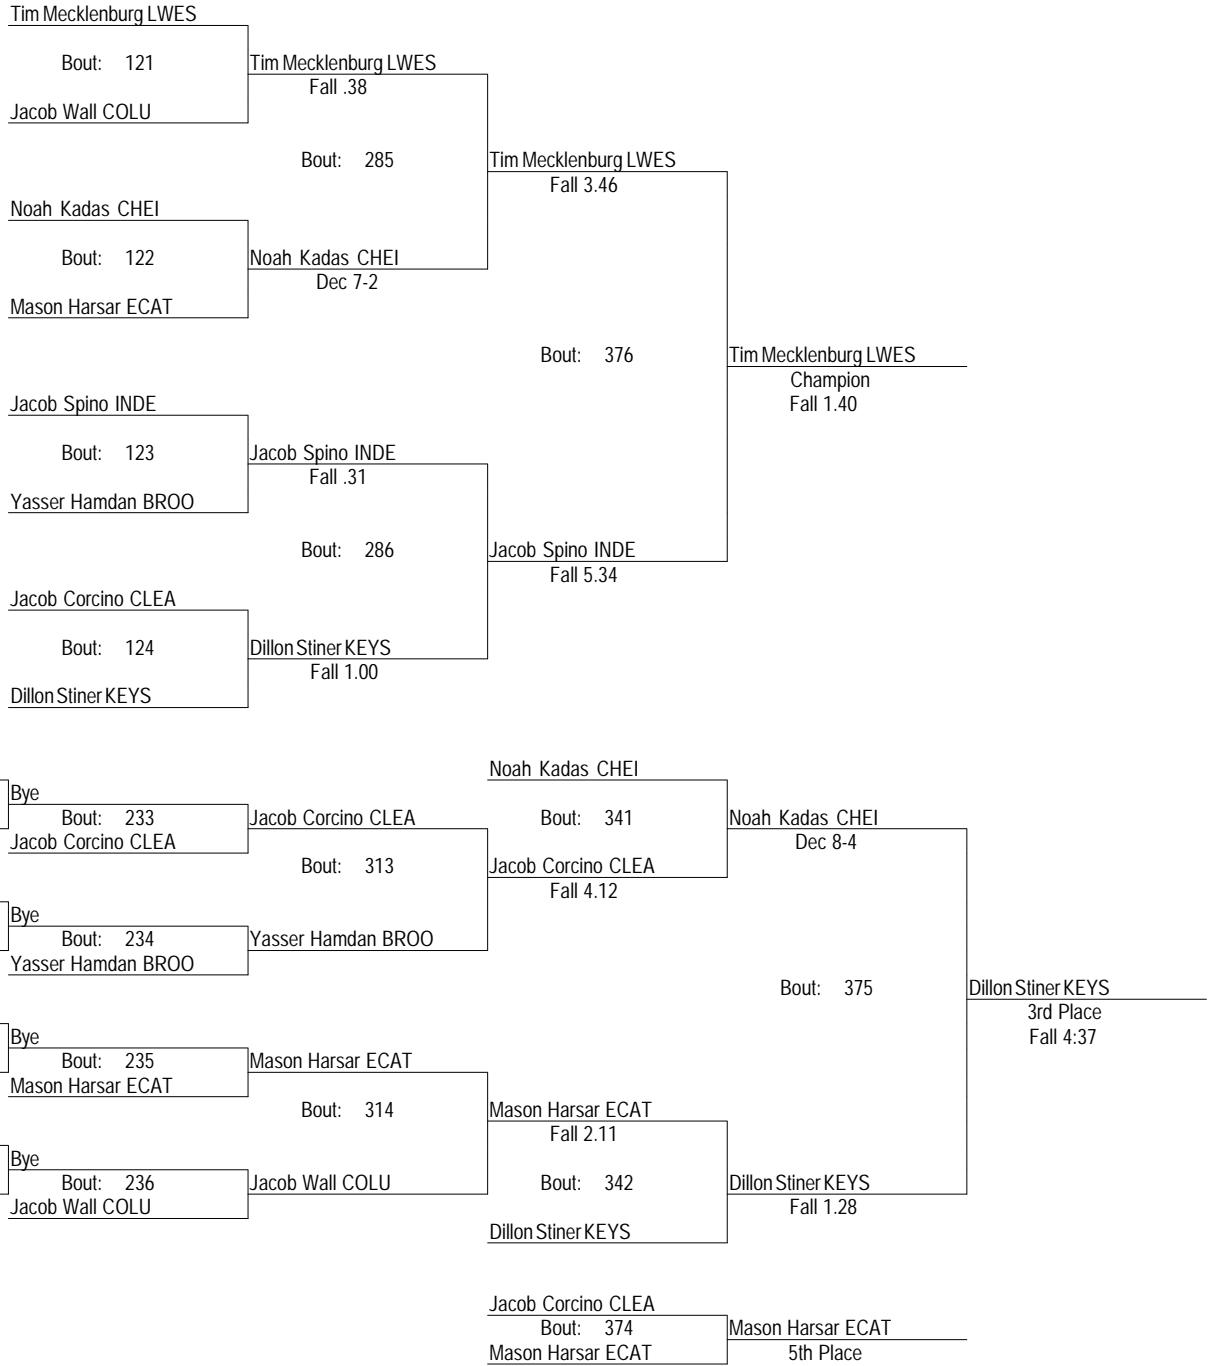 Tim Mecklenburg LWES
Bout: 121
Tim Mecklenburg LWES
Fall .38
Jacob Wall COLU
Bout: 285
Tim Mecklenburg LWES
Fall 3.46
Noah Kadas CHEI
Bout: 122
Noah Kadas CHEI
Dec 7-2
Mason Harsar ECAT
Bout: 376
Tim Mecklenburg LWES
Champion
Fall 1.40
Jacob Spino INDE
Bout: 123
Jacob Spino INDE
Fall .31
Yasser Hamdan BROO
Bout: 286
Jacob Spino INDE
Fall 5.34
Jacob Corcino CLEA
Bout: 124
Dillon Stiner KEYS
Fall 1.00
Dillon Stiner KEYS
Noah Kadas CHEI
Bye
Bout: 233
Jacob Corcino CLEA
Jacob Corcino CLEA
Bout: 341
Noah Kadas CHEI
Dec 8-4
Bout: 313
Jacob Corcino CLEA
Fall 4.12
Bye
Bout: 234
Yasser Hamdan BROO
Yasser Hamdan BROO
Bout: 375
Dillon Stiner KEYS
3rd Place
Fall 4:37
Bye
Bout: 235
Mason Harsar ECAT
Mason Harsar ECAT
Bout: 314
Mason Harsar ECAT
Fall 2.11
Bye
Bout: 236
Jacob Wall COLU
Jacob Wall COLU
Bout: 342
Dillon Stiner KEYS
Fall 1.28
Dillon Stiner KEYS
Jacob Corcino CLEA
Bout: 374
Mason Harsar ECAT
Mason Harsar ECAT
5th Place